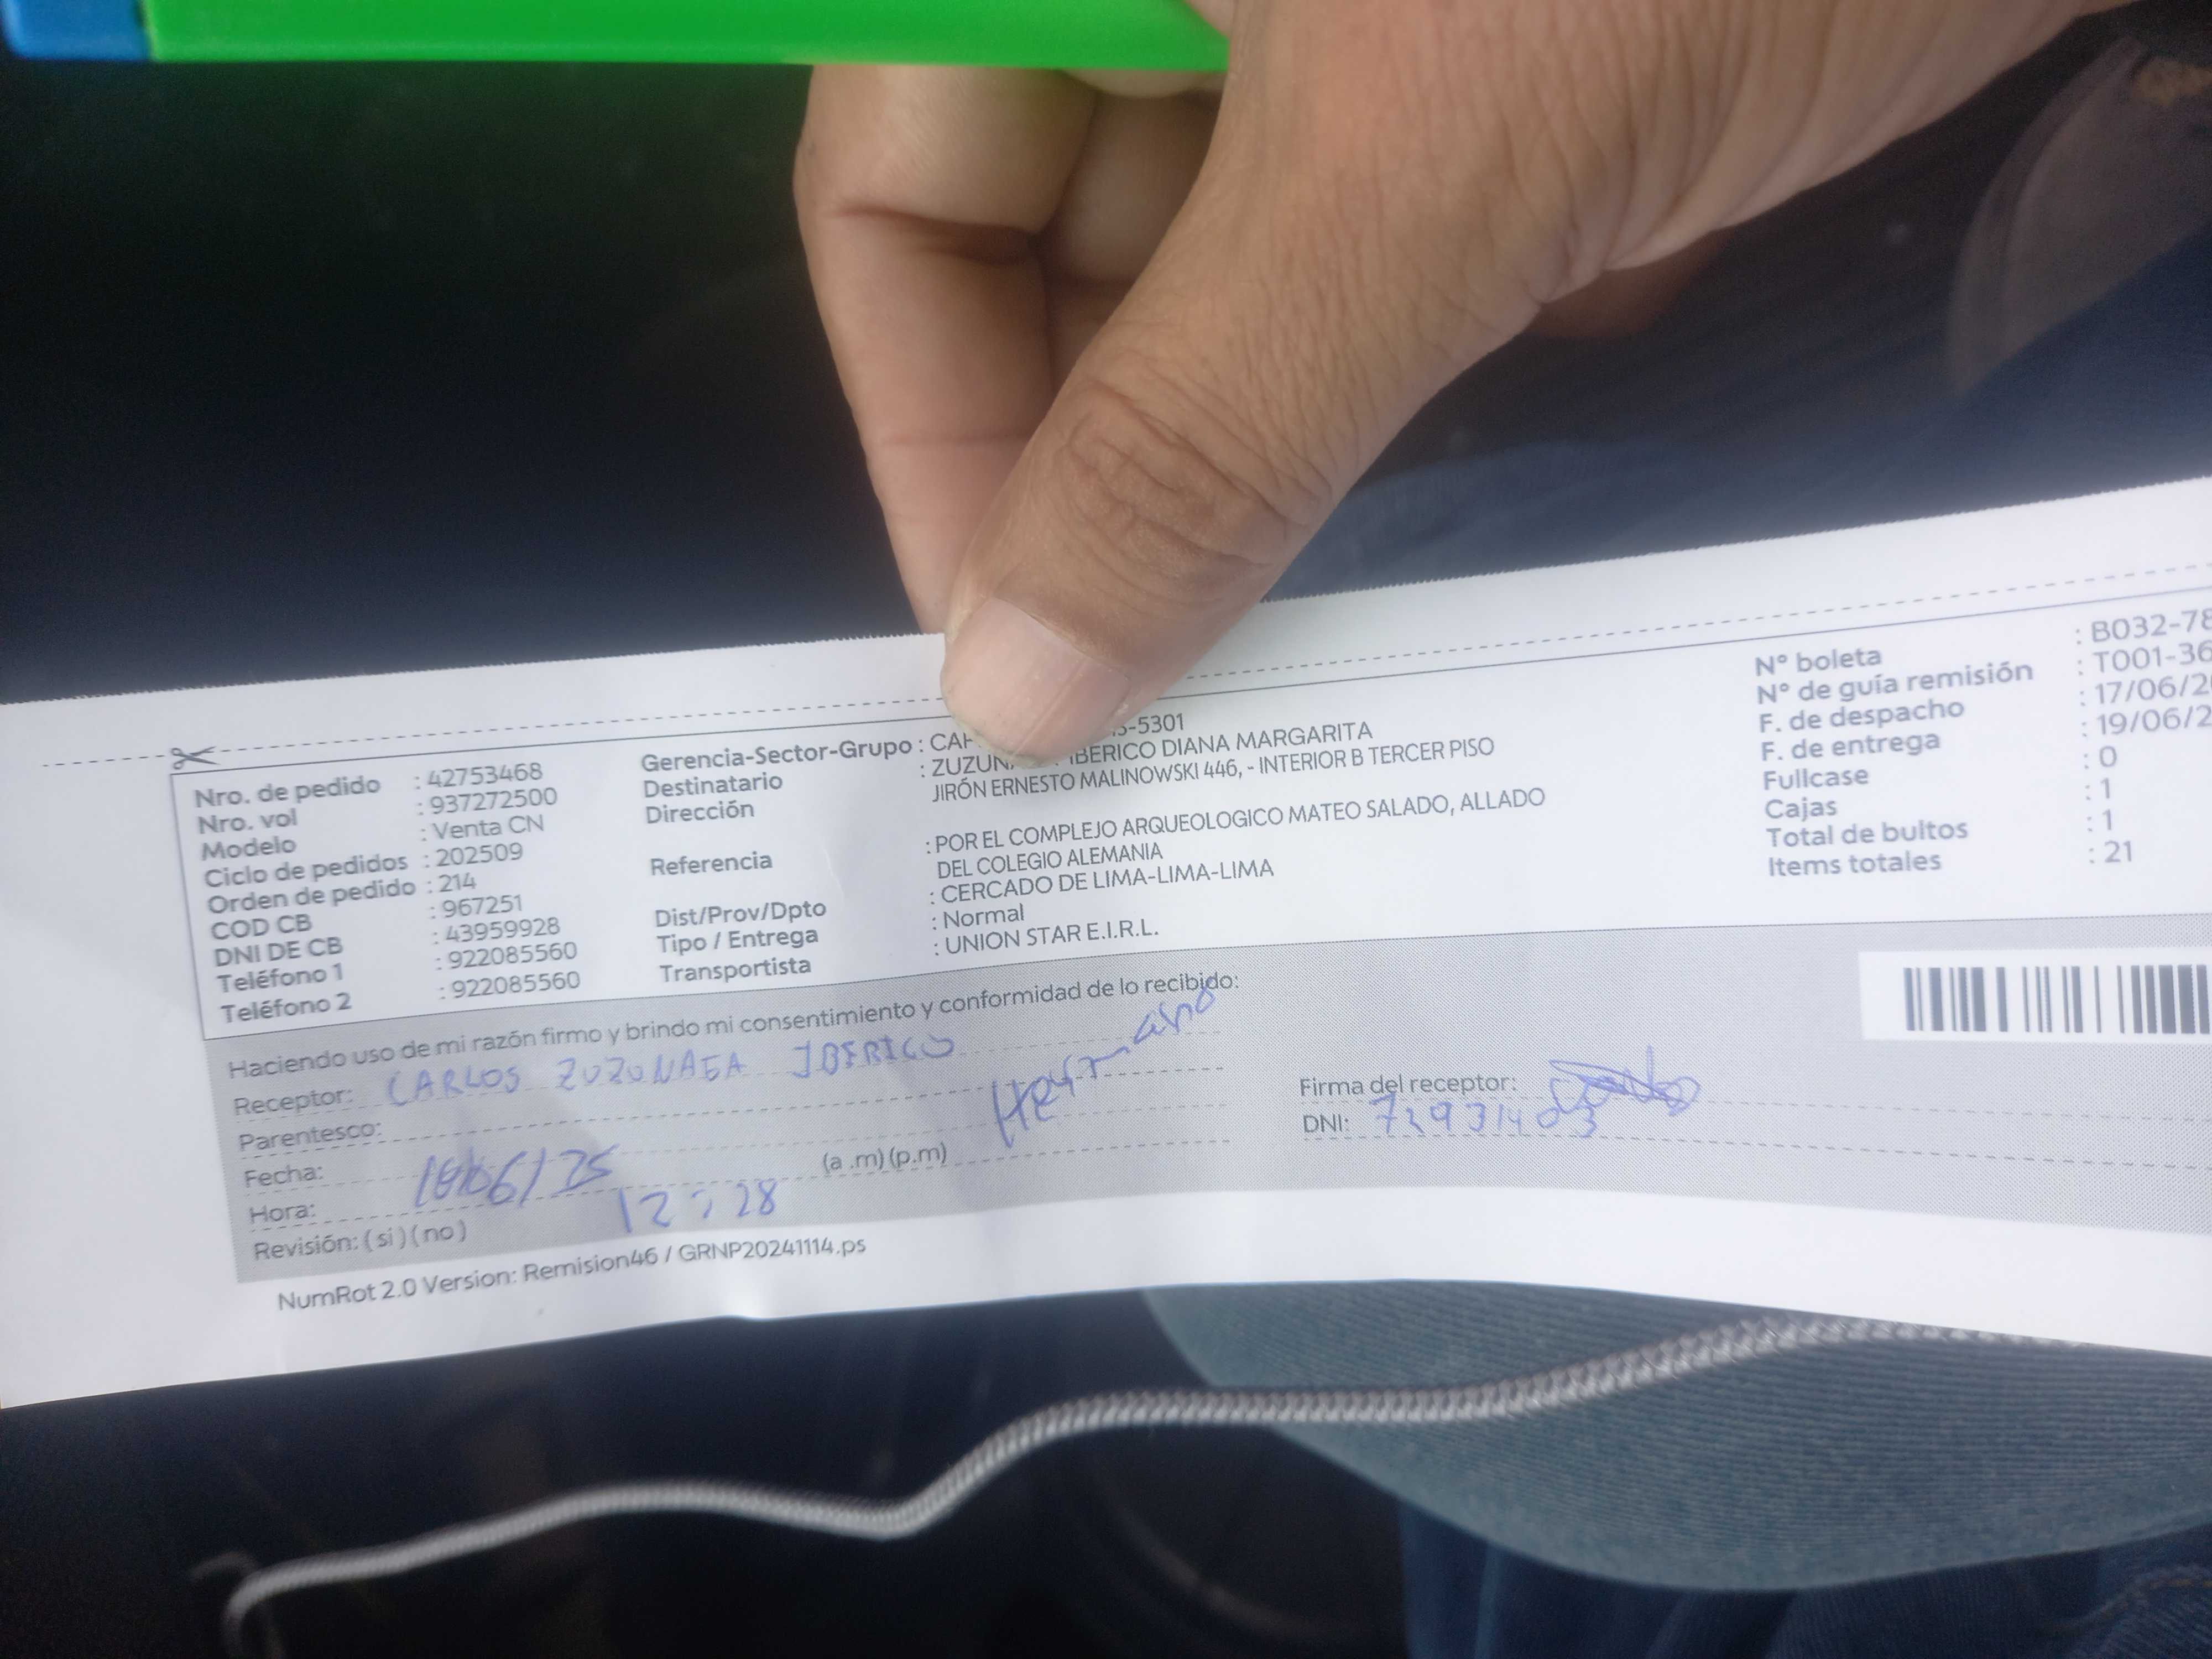 Nro. de pedido : 42753468
Nro. vol : 937272500
Modelo : Venta CN
Ciclo de pedidos : 202509
Orden de pedido : 214
COD CB : 967251
DNI DE CB : 43959928
Teléfono 1 : 922085560
Teléfono 2 : 922085560
Gerencia-Sector-Grupo : -5301
Destinatario : IBERICO DIANA MARGARITA
Dirección JIRÓN ERNESTO MALINOWSKI 446, - INTERIOR B TERCER PISO
Referencia : POR EL COMPLEJO ARQUEOLOGICO MATEO SALADO, ALLADO
DEL COLEGIO ALEMANIA
Dist/Prov/Dpto : CERCADO DE LIMA-LIMA-LIMA
Tipo / Entrega : Normal
Transportista : UNION STAR E.I.R.L.
N° boleta : B032-78
N° de guía remisión : T001-36
F. de despacho : 17/06/2
F. de entrega : 19/06/2
Fullcase : 0
Cajas : 1
Total de bultos : 1
Items totales : 21
Haciendo uso de mi razón firmo y brindo mi consentimiento y conformidad de lo recibido:
Receptor: CARLOS ZUZUNAGA IBERICO
Parentesco: Hermano
Fecha: 18/06/25
Hora: 12:28 (a .m) (p.m)
Revisión: ( si ) ( no )
Firma del receptor:
DNI: 72931403
NumRot 2.0 Version: Remision46 / GRNP20241114.ps